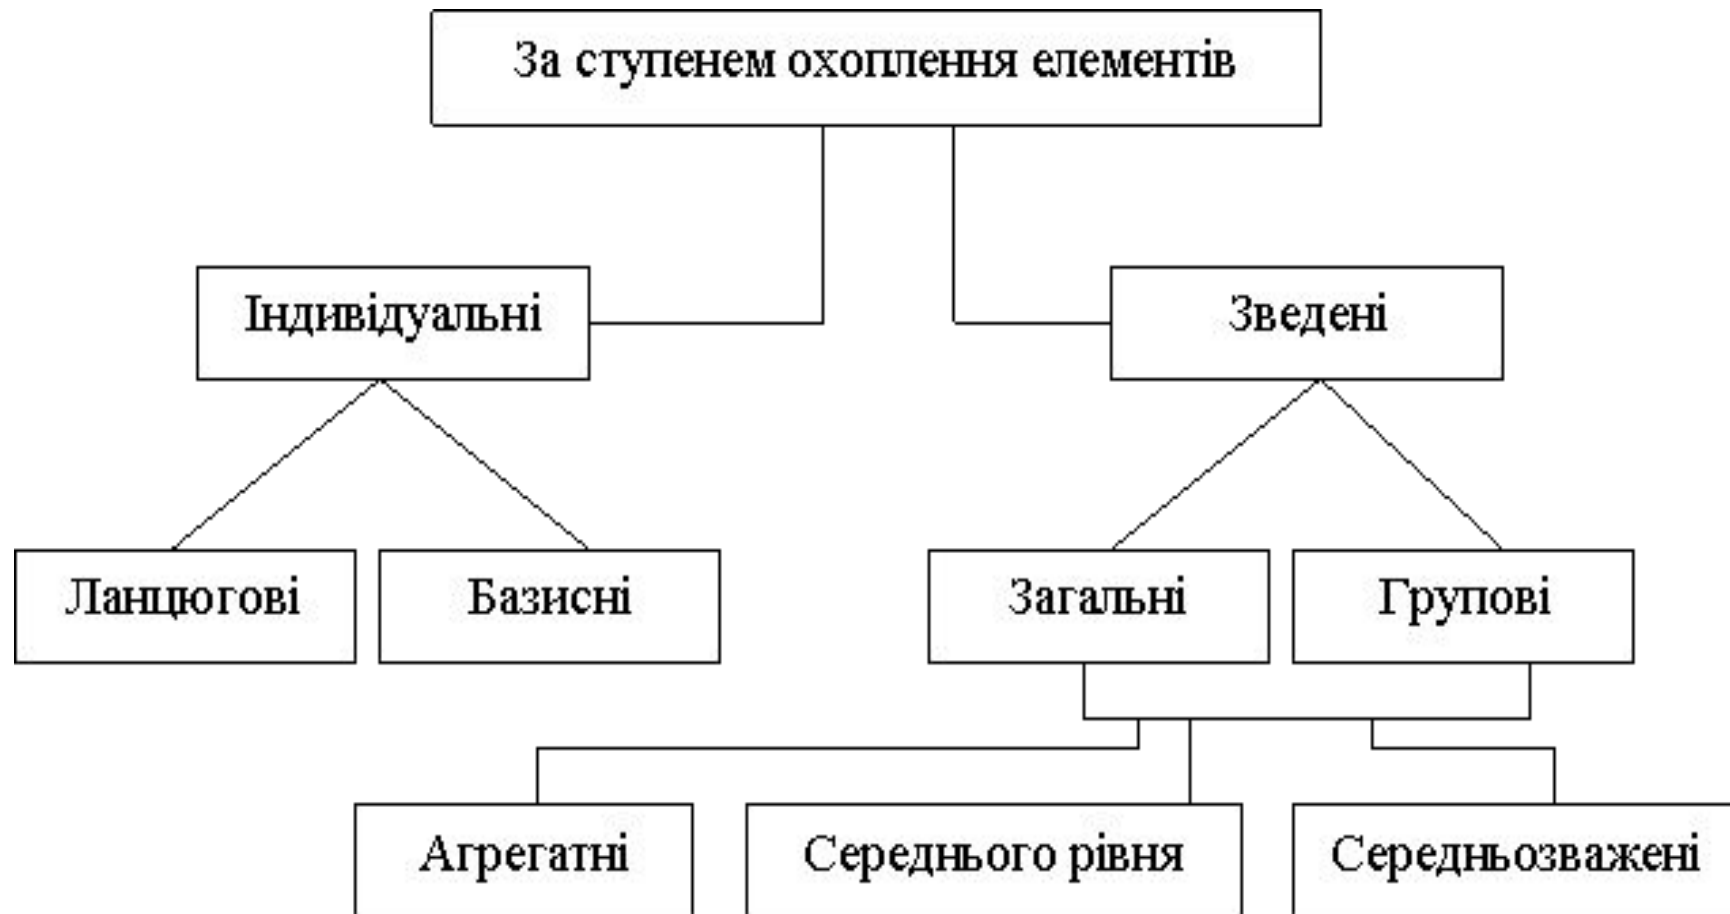 За ступенем охоплення елементів
Індивідуальні
Зведені
Ланцюгові
Базисні
Загальні
Групові
Агрегатні
Середнього рівня
Середньозважені